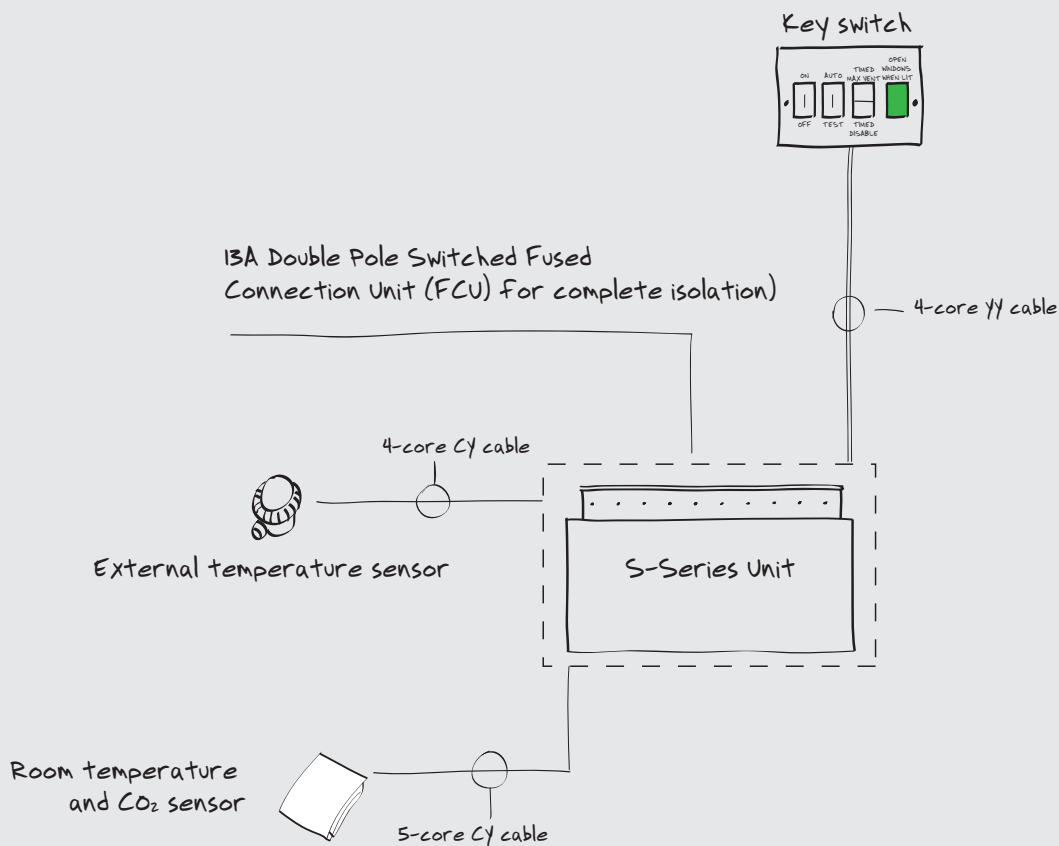 Key switch
ON
AUTO
TIMED
MAX VENT
OPEN
WINDOWS
WHEN LIT
OFF
TEST
TIMED
DISABLE
13A Double Pole Switched Fused
Connection Unit (FCU) for complete isolation)
4-core YY cable
4-core CY cable
External temperature sensor
S-Series Unit
Room temperature
and CO₂ sensor
5-core CY cable